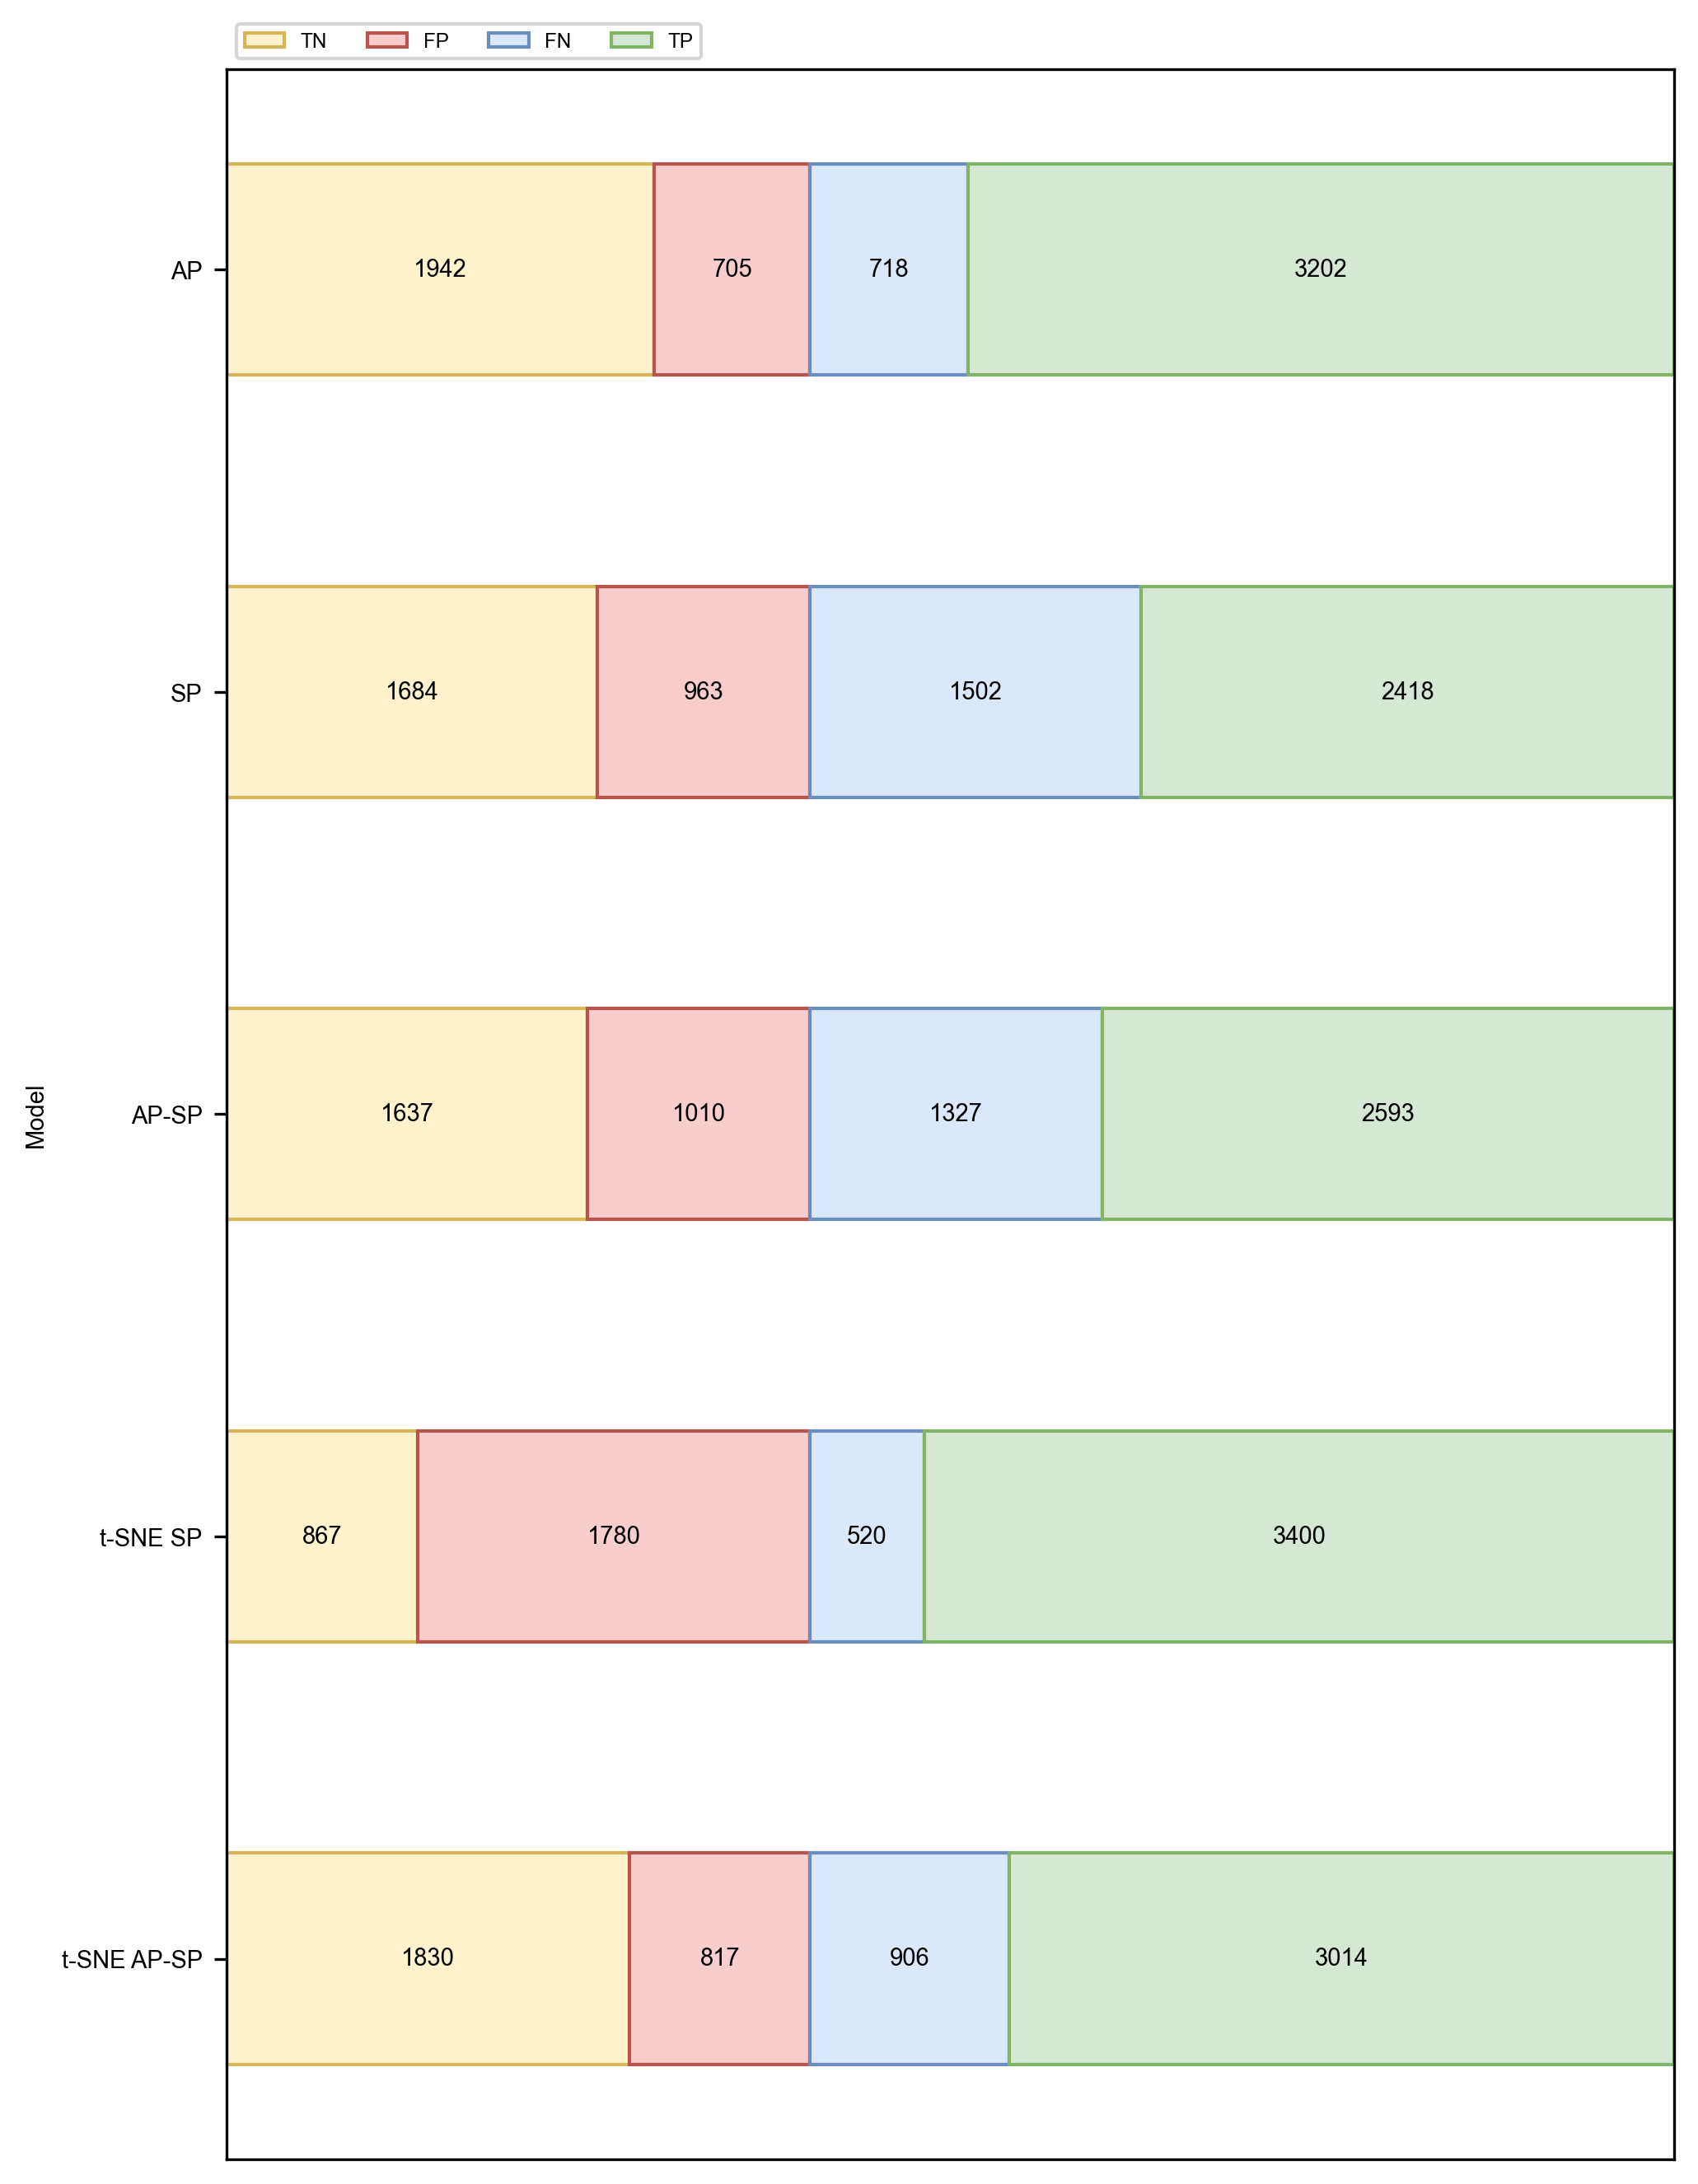 TN FP FN TP
AP 1942 705 718 3202
SP 1684 963 1502 2418
Model
AP-SP 1637 1010 1327 2593
t-SNE SP 867 1780 520 3400
t-SNE AP-SP 1830 817 906 3014